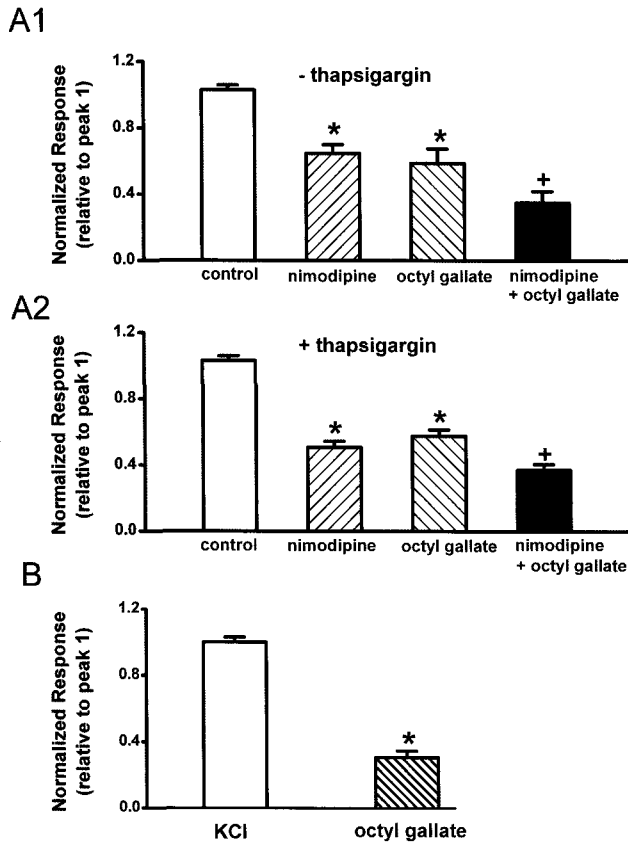 A1
Normalized Response
(relative to peak 1)
1.2
0.8
0.4
0.0
- thapsigargin
*
*
+
control
nimodipine
octyl gallate
nimodipine
+ octyl gallate
A2
Normalized Response
(relative to peak 1)
1.2
0.8
0.4
0.0
+ thapsigargin
*
*
+
control
nimodipine
octyl gallate
nimodipine
+ octyl gallate
B
Normalized Response
(relative to peak 1)
1.2
0.8
0.4
0.0
*
KCl
octyl gallate